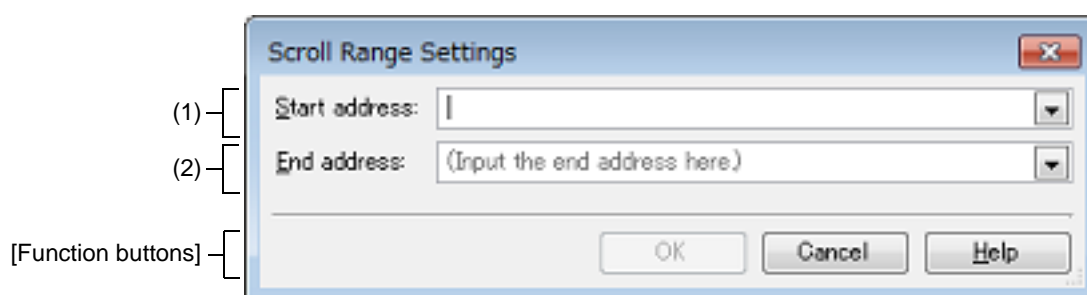 Scroll Range Settings
(1) Start address:
(2) End address: (Input the end address here.)
[Function buttons] OK Cancel Help